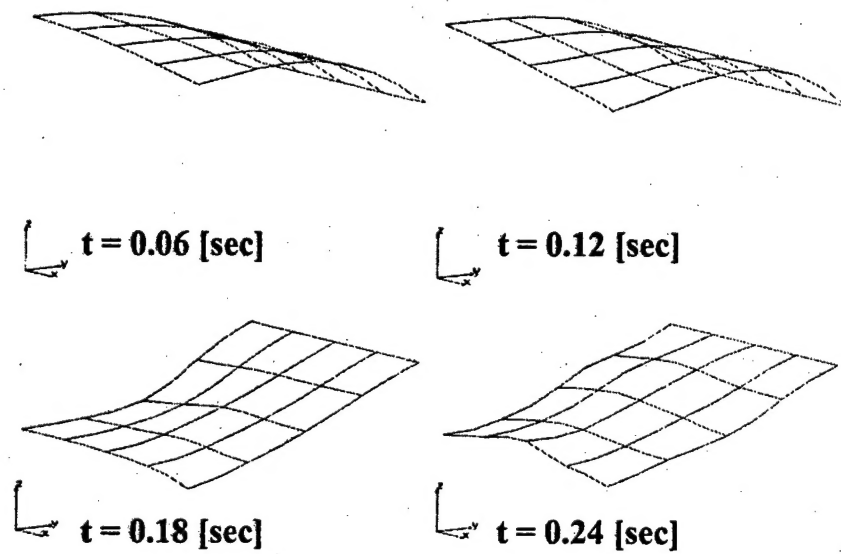 z
y
x
t = 0.06 [sec]
z
y
x
t = 0.12 [sec]
z
y
x
t = 0.18 [sec]
z
y
x
t = 0.24 [sec]